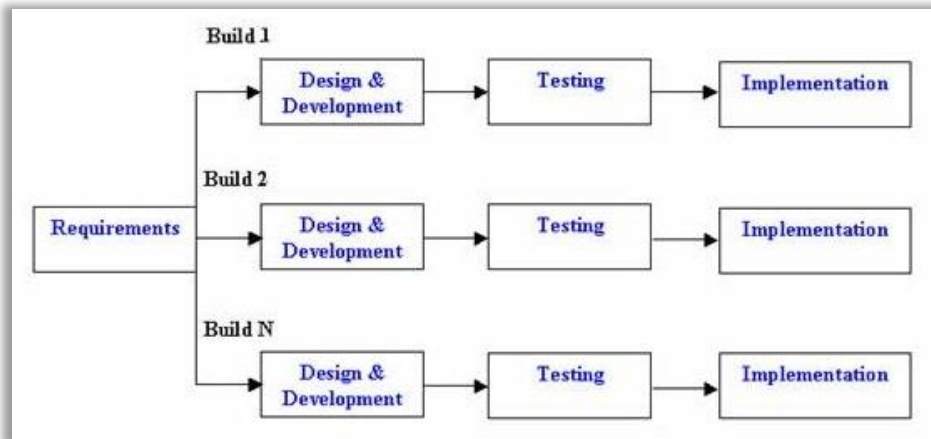 Build 1
Design &
Development
Testing
Implementation
Build 2
Requirements
Design &
Development
Testing
Implementation
Build N
Design &
Development
Testing
Implementation